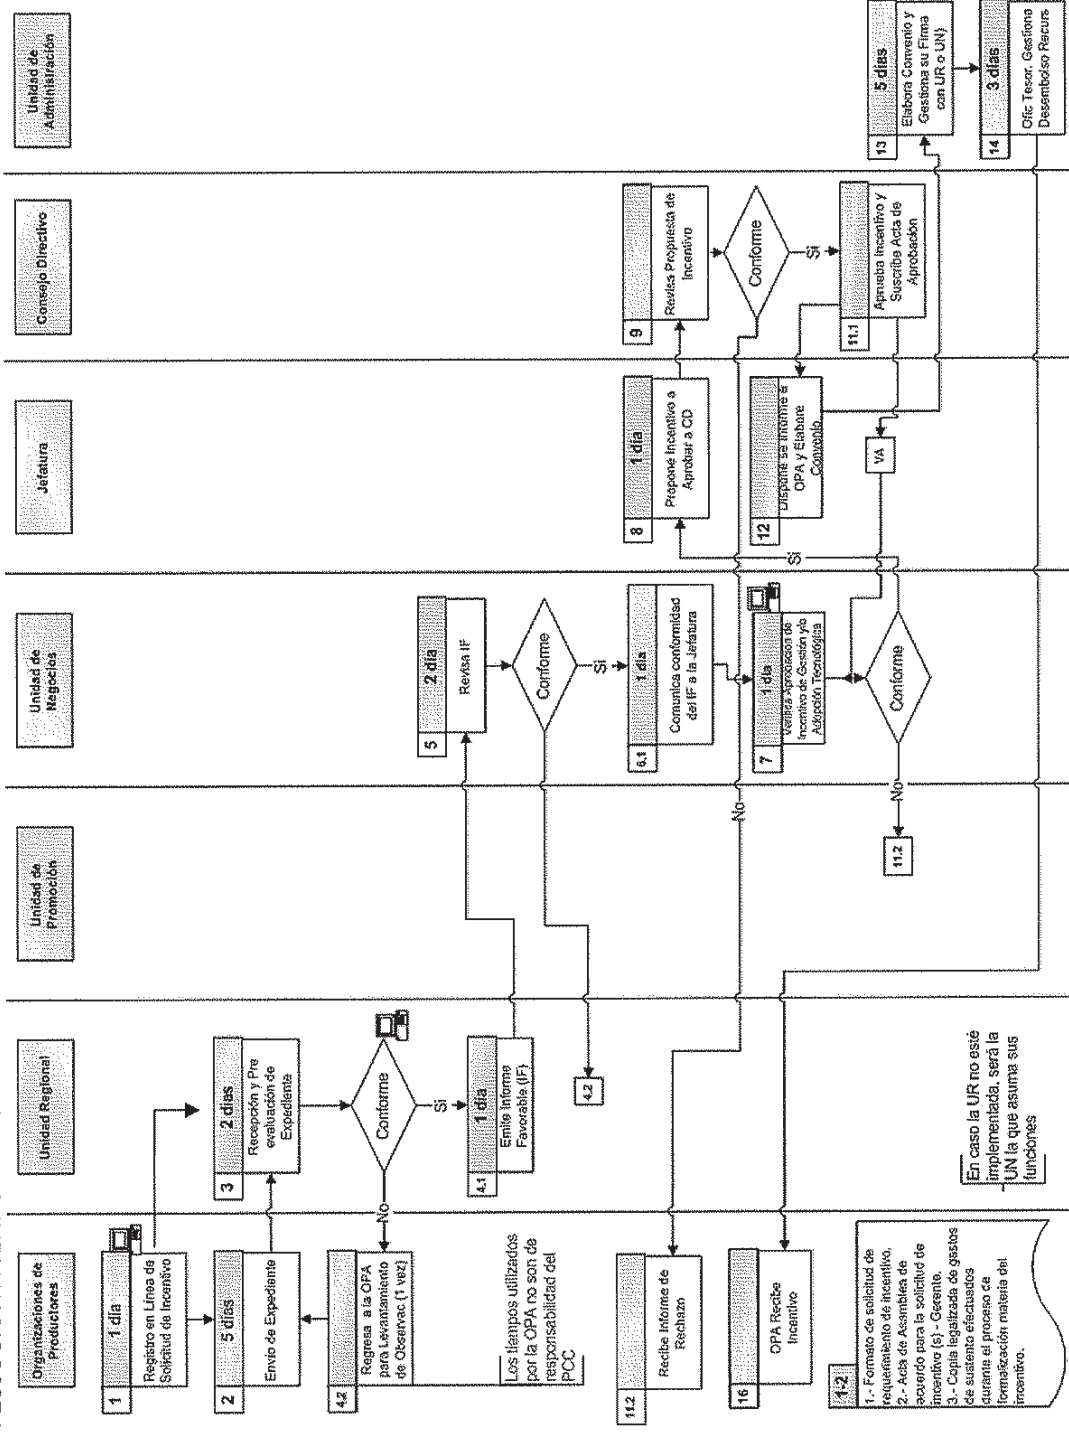 Organizaciones de
Productores
Unidad Regional
Unidad de
Promoción
Unidad de
Negocios
Jefatura
Consejo Directivo
Unidad de
Administración
1
1 día
Registro en Línea de
Solicitud de Incentivo
2
5 días
Envío de Expediente
3
2 días
Recepción y Pre
evaluación de
Expediente
Conforme
No
Si
4.2
Regresa a la OPA
para Levantamiento
de Observac (1 vez)
4.1
1 día
Emite Informe
Favorable (IF)
Los tiempos utilizados
por la OPA no son de
responsabilidad del
PCC
5
2 día
Revisa IF
Conforme
Si
4.2
6.1
1 día
Comunica conformidad
del IF a la Jefatura
7
1 día
Verifica Aprobación de
Incentivo de Gestión y/o
Adopción Tecnológica
Conforme
No
11.2
Si
8
1 día
Propone Incentivo a
Aprobar a CD
9
Revisa Propuesta de
Incentivo
Conforme
No
Si
11.1
Aprueba Incentivo y
Suscribe Acta de
Aprobación
12
Dispone se Informe a
OPA y Elabore
Convenio
VA
13
5 días
Elabora Convenio y
Gestiona su Firma
con UR o UN)
14
3 días
Ofic Tesor. Gestiona
Desembolso Recurs
11.2
Recibe Informe de
Rechazo
16
OPA Recibe
Incentivo
1-2
1.- Formato de solicitud de
requerimiento de incentivo.
2.- Acta de Asamblea de
acuerdo para la solicitud de
incentivo (s) - Gerente.
3.- Copia legalizada de gastos
de sustento efectuados
durante el proceso de
formalización materia del
incentivo.
En caso la UR no esté
implementada, será la
UN la que asuma sus
funciones